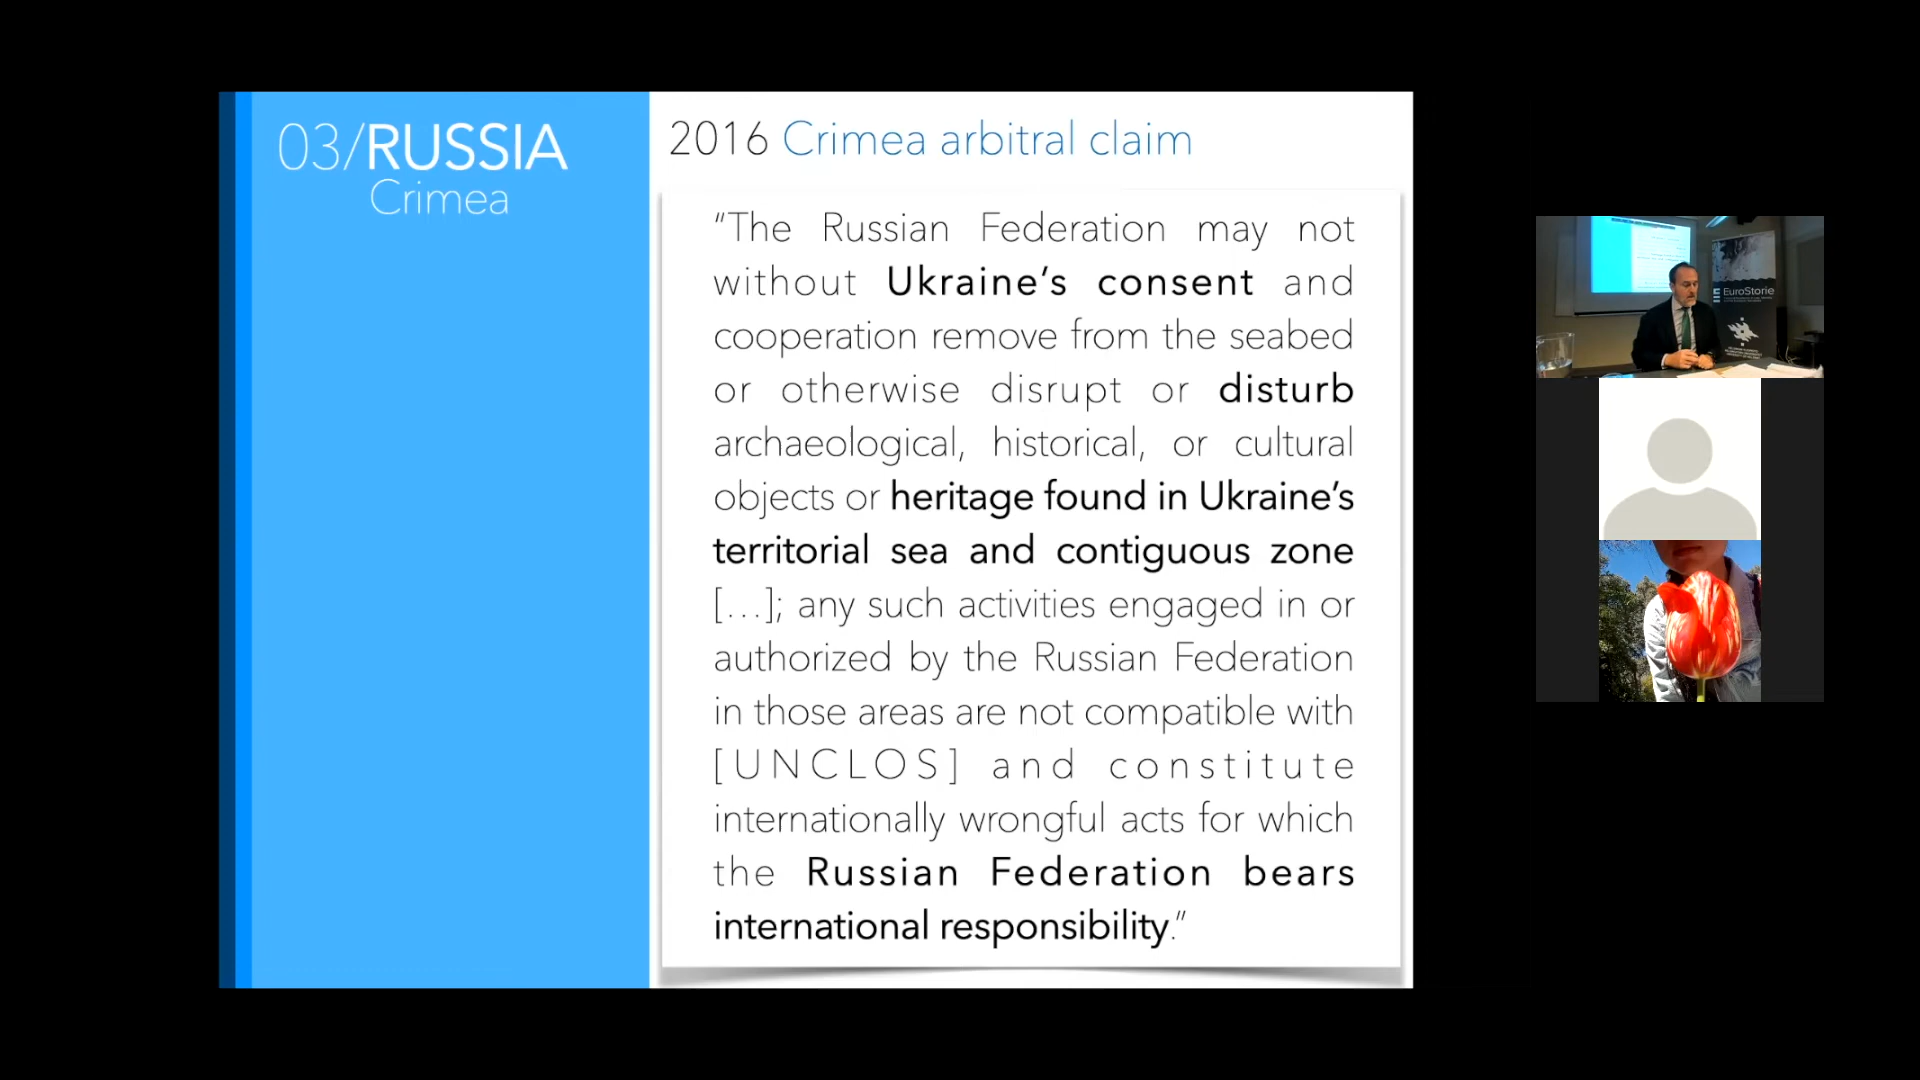 03/RUSSIA
Crimea
2016 Crimea arbitral claim
“The Russian Federation may not
without Ukraine’s consent and
cooperation remove from the seabed
or otherwise disrupt or disturb
archaeological, historical, or cultural
objects or heritage found in Ukraine’s
territorial sea and contiguous zone
[…]; any such activities engaged in or
authorized by the Russian Federation
in those areas are not compatible with
[UNCLOS] and constitute
internationally wrongful acts for which
the Russian Federation bears
international responsibility.”
EuroStorie